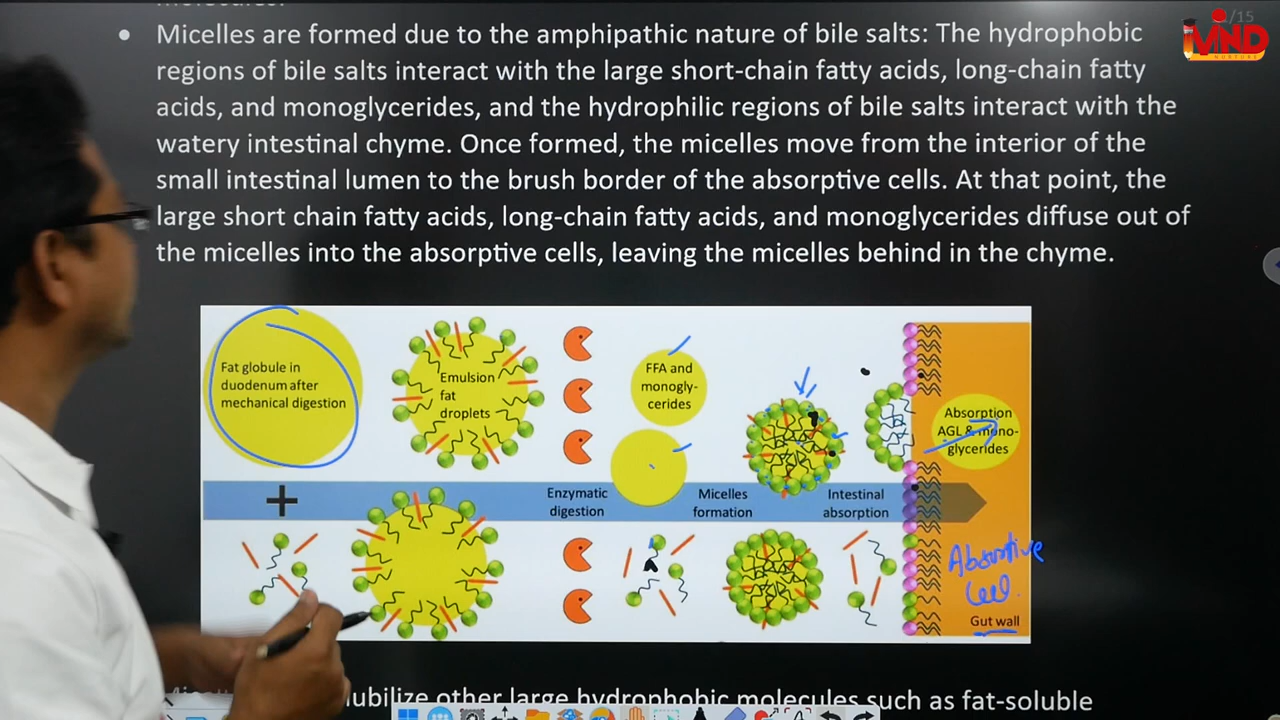 /15
MIND
NURTURE
• Micelles are formed due to the amphipathic nature of bile salts: The hydrophobic
regions of bile salts interact with the large short-chain fatty acids, long-chain fatty
acids, and monoglycerides, and the hydrophilic regions of bile salts interact with the
watery intestinal chyme. Once formed, the micelles move from the interior of the
small intestinal lumen to the brush border of the absorptive cells. At that point, the
large short chain fatty acids, long-chain fatty acids, and monoglycerides diffuse out of
the micelles into the absorptive cells, leaving the micelles behind in the chyme.
Fat globule in
duodenum after
mechanical digestion
Emulsion
fat
droplets
FFA and
monogly-
cerides
Absorption
AGL & mono-
glycerides
+
Enzymatic
digestion
Micelles
formation
Intestinal
absorption
Absorptive
Cell
Gut wall
other large hydrophobic molecules such as fat-soluble